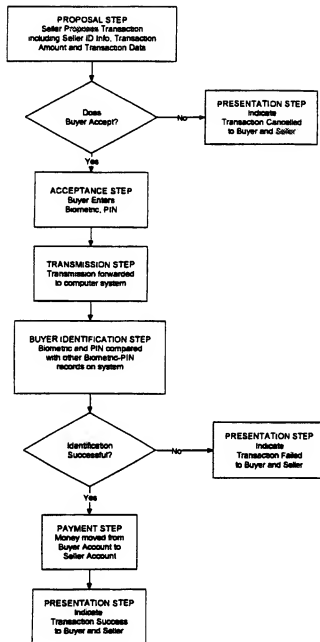 PROPOSAL STEP
Seller Proposes Transaction
Including Seller ID Info, Transaction
Amount and Transaction Data
Does
Buyer Accept?
No
PRESENTATION STEP
Indicate
Transaction Cancelled
to Buyer and Seller
Yes
ACCEPTANCE STEP
Buyer Enters
Biometric, PIN
TRANSMISSION STEP
Transmission forwarded
to computer system
BUYER IDENTIFICATION STEP
Biometric and PIN compared
with other Biometric-PIN
records on system
Identification
Successful?
No
PRESENTATION STEP
Indicate
Transaction Failed
to Buyer and Seller
Yes
PAYMENT STEP
Money moved from
Buyer Account to
Seller Account
PRESENTATION STEP
Indicate
Transaction Success
to Buyer and Seller